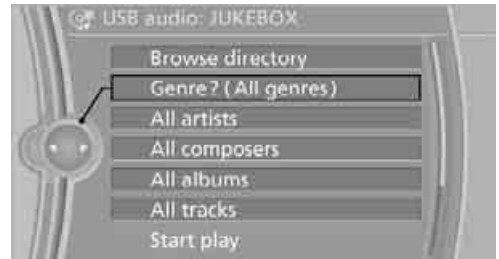 USB audio: JUKEBOX
Browse directory
Genre? ( All genres)
All artists
All composers
All albums
All tracks
Start play